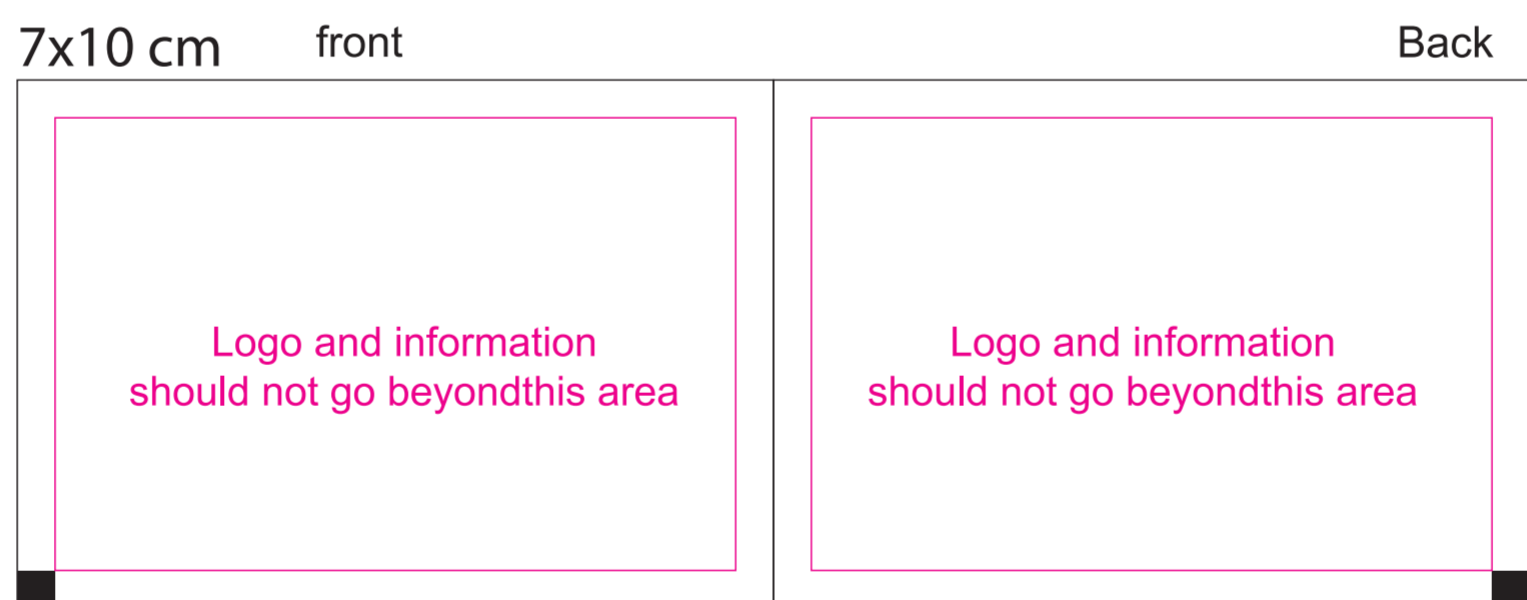 7x10 cm front Back
Logo and information
should not go beyondthis area
Logo and information
should not go beyondthis area